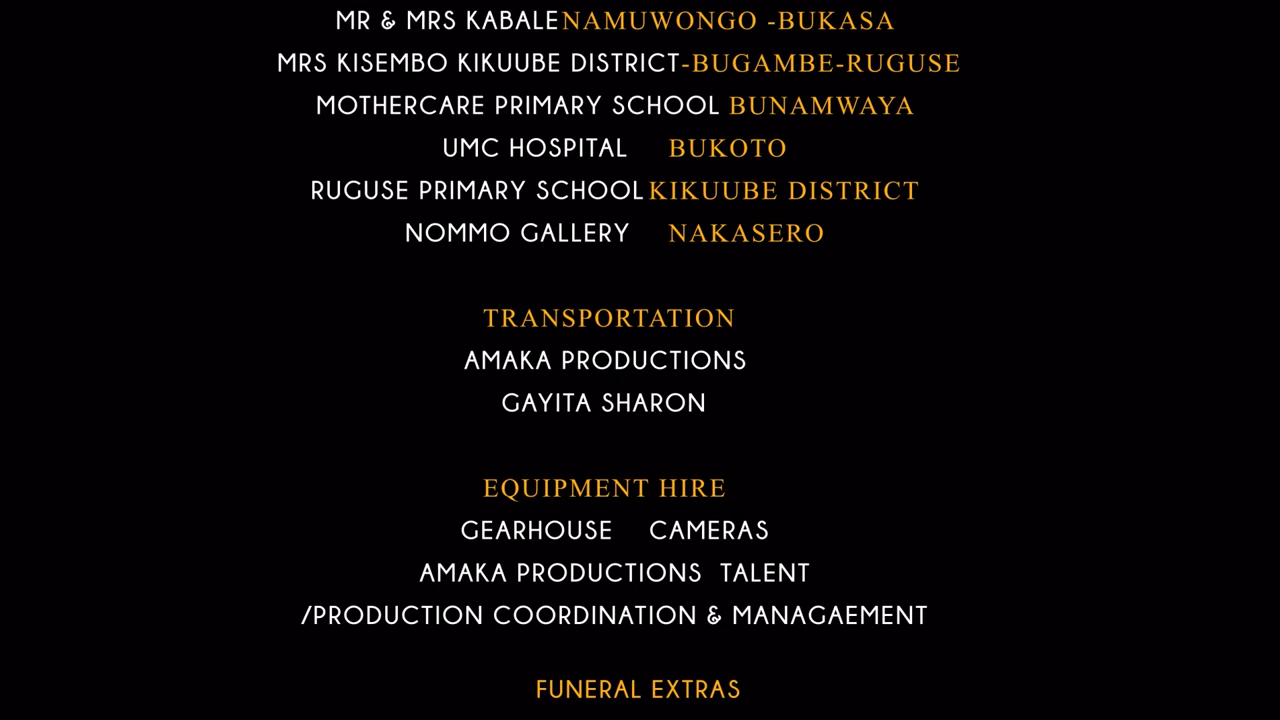 MR & MRS KABALE NAMUWONGO -BUKASA
MRS KISEMBO KIKUUBE DISTRICT-BUGAMBE-RUGUSE
MOTHERCARE PRIMARY SCHOOL BUNAMWAYA
UMC HOSPITAL BUKOTO
RUGUSE PRIMARY SCHOOL KIKUUBE DISTRICT
NOMMO GALLERY NAKASERO
TRANSPORTATION
AMAKA PRODUCTIONS
GAYITA SHARON
EQUIPMENT HIRE
GEARHOUSE CAMERAS
AMAKA PRODUCTIONS TALENT
/PRODUCTION COORDINATION & MANAGAEMENT
FUNERAL EXTRAS